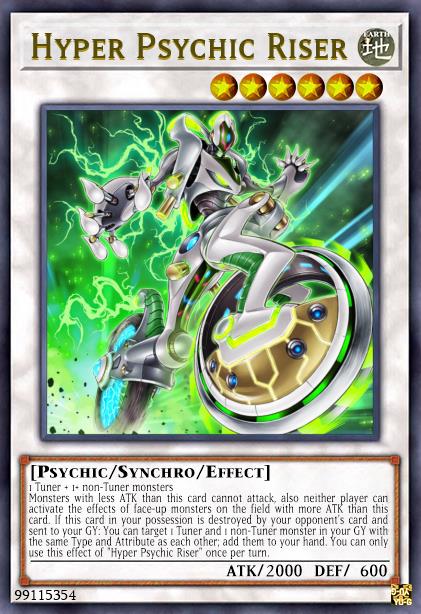 HYPER PSYCHIC RISER
EARTH
地
[PSYCHIC/SYNCHRO/EFFECT]
1 Tuner + 1+ non-Tuner monsters
Monsters with less ATK than this card cannot attack, also neither player can
activate the effects of face-up monsters on the field with more ATK than this
card. If this card in your possession is destroyed by your opponent's card and
sent to your GY: You can target 1 Tuner and 1 non-Tuner monster in your GY with
the same Type and Attribute as each other; add them to your hand. You can only
use this effect of "Hyper Psychic Riser" once per turn.
ATK/2000 DEF/ 600
99115354